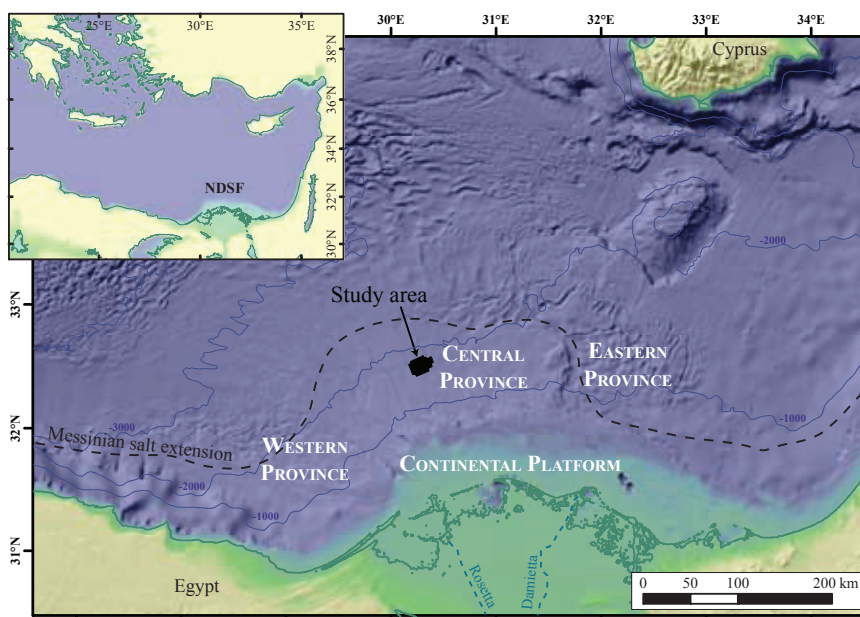 25°E
30°E
35°E
38°N
36°N
34°N
32°N
30°N
NDSF
30°E
31°E
32°E
33°E
34°E
Cyprus
-2000
33°N
Study area
CENTRAL
PROVINCE
EASTERN
PROVINCE
-3000
32°N
Messinian salt extension
WESTERN
PROVINCE
-1000
CONTINENTAL PLATFORM
-2000
-1000
31°N
Egypt
Rosetta
Damietta
0
50
100
200 km